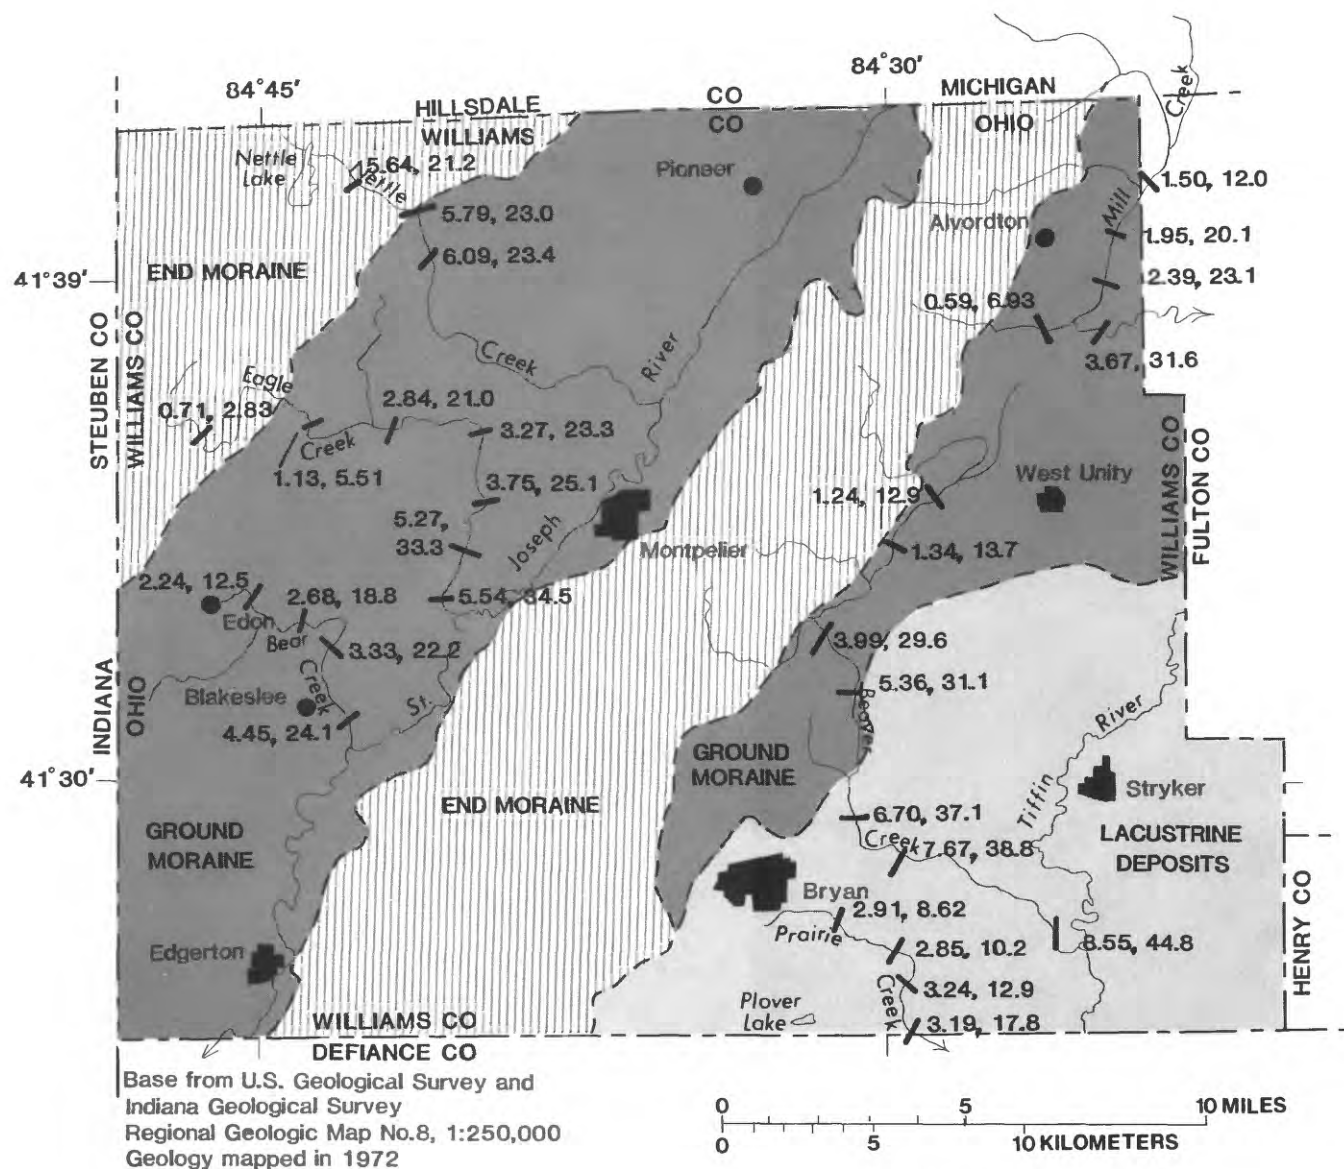 84°45'
84°30'
HILLSDALE CO
MICHIGAN
WILLIAMS CO
OHIO
Creek
Nettle
Lake
Nettle
5.64, 21.2
Pioneer
1.50, 12.0
5.79, 23.0
Mill
Alvordton
1.95, 20.1
6.09, 23.4
END MORAINE
41°39'
2.39, 23.1
0.59, 6.93
STEUBEN CO
WILLIAMS CO
Creek
River
3.67, 31.6
Eagle
0.71, 2.83
2.84, 21.0
Creek
3.27, 23.3
1.13, 5.51
WILLIAMS CO
FULTON CO
West Unity
3.75, 25.1
1.24, 12.9
5.27,
33.3
Joseph
Montpelier
1.34, 13.7
2.24, 12.5
Edon
2.68, 18.8
5.54, 34.5
Bear
3.33, 22.2
3.99, 29.6
INDIANA
OHIO
Blakeslee
Creek
St.
5.36, 31.1
Beaver
4.45, 24.1
River
41°30'
GROUND
MORAINE
Stryker
END MORAINE
6.70, 37.1
Tiffin
GROUND
MORAINE
Creek
7.67, 38.8
LACUSTRINE
DEPOSITS
Bryan
2.91, 8.62
HENRY CO
Prairie
Edgerton
2.85, 10.2
8.55, 44.8
Creek
3.24, 12.9
Plover
Lake
3.19, 17.8
WILLIAMS CO
DEFIANCE CO
Base from U.S. Geological Survey and
Indiana Geological Survey
Regional Geologic Map No.8, 1:250,000
Geology mapped in 1972
0 5 10 MILES
0 5 10 KILOMETERS